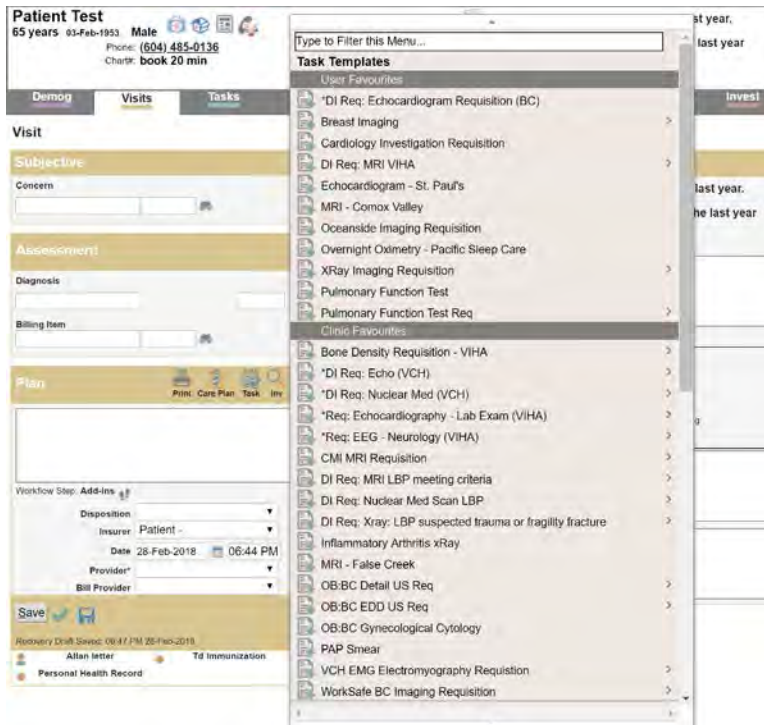 Patient Test
65 years 03-Feb-1953 Male
Phone: (604) 485-0136
Chart#: book 20 min
Demog
Visits
Tasks
Visit
Subjective
Concern
Assessment
Diagnosis
Billing Item
Plan
Print
Care Plan
Task
Inv
Workflow Step: Add-ins
Disposition
Insurer Patient -
Date 28-Feb-2018 06:44 PM
Provider*
Bill Provider
Save
Recovery Draft Saved: 06:47 PM 28-Feb-2018
Allan letter
Td Immunization
Personal Health Record
Type to Filter this Menu...
Task Templates
User Favourites
*DI Req: Echocardiogram Requisition (BC)
Breast Imaging
Cardiology Investigation Requisition
DI Req: MRI VIHA
Echocardiogram - St. Paul's
MRI - Comox Valley
Oceanside Imaging Requisition
Overnight Oximetry - Pacific Sleep Care
XRay Imaging Requisition
Pulmonary Function Test
Pulmonary Function Test Req
Clinic Favourites
Bone Density Requisition - VIHA
*DI Req: Echo (VCH)
*DI Req: Nuclear Med (VCH)
*Req: Echocardiography - Lab Exam (VIHA)
*Req: EEG - Neurology (VIHA)
CMI MRI Requisition
DI Req: MRI LBP meeting criteria
DI Req: Nuclear Med Scan LBP
DI Req: Xray: LBP suspected trauma or fragility fracture
Inflammatory Arthritis xRay
MRI - False Creek
OB:BC Detail US Req
OB:BC EDD US Req
OB:BC Gynecological Cytology
PAP Smear
VCH EMG Electromyography Requistion
WorkSafe BC Imaging Requisition
st year.
last year
Invest
last year.
he last year